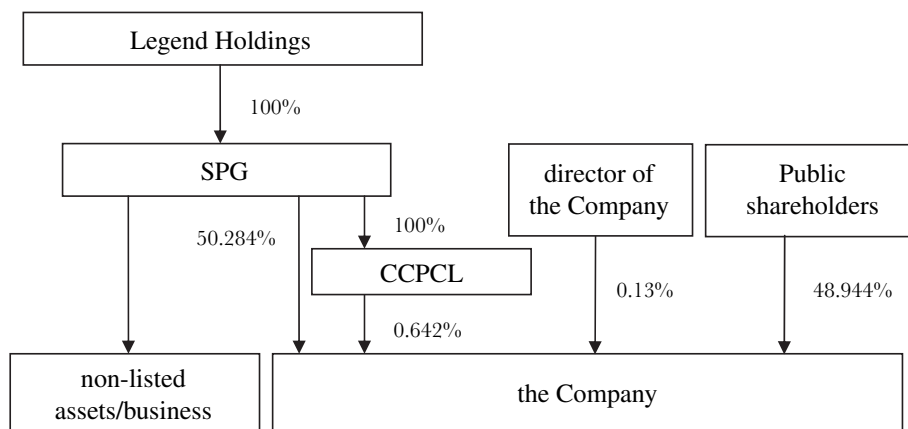 Legend Holdings
100%
SPG
director of
the Company
Public
shareholders
50.284%
100%
CCPCL
0.13%
48.944%
0.642%
non-listed
assets/business
the Company